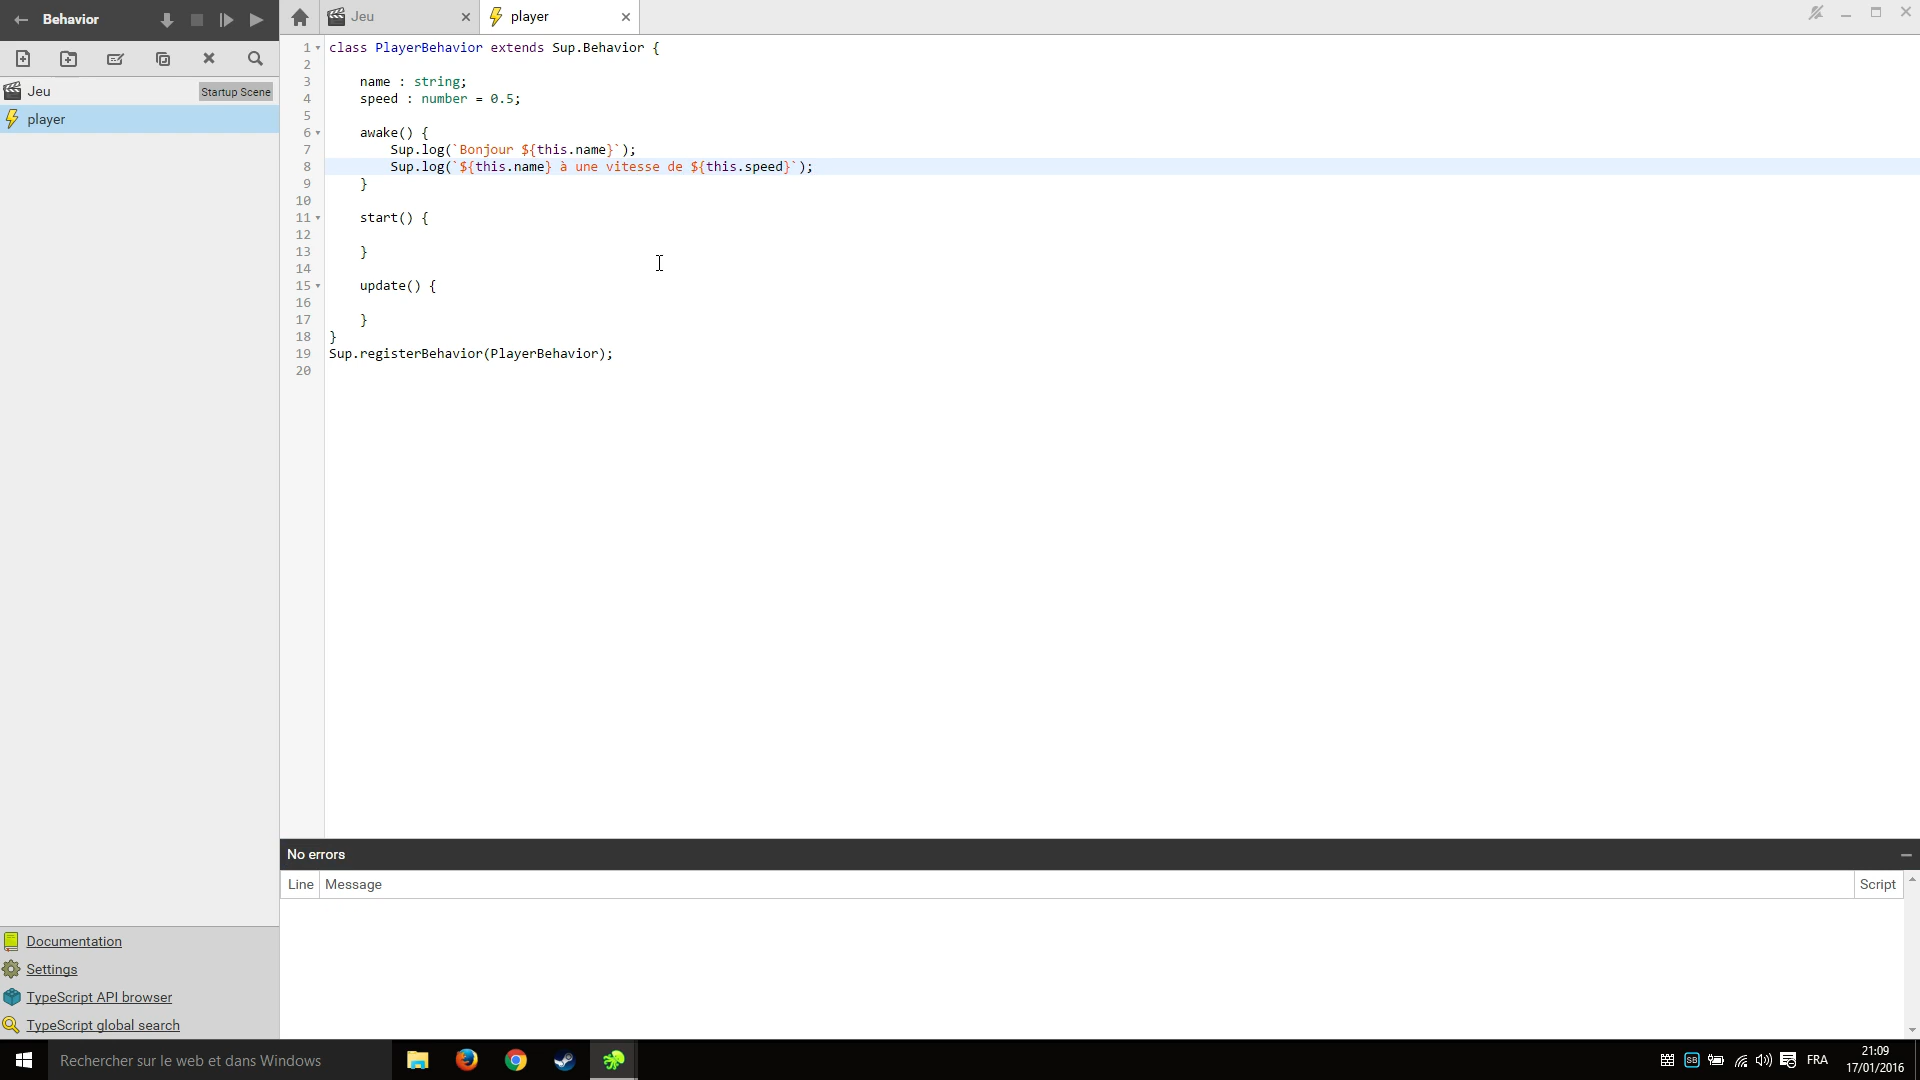 Behavior
Jeu
player
Jeu
Startup Scene
player
1 class PlayerBehavior extends Sup.Behavior {
2
3 name : string;
4 speed : number = 0.5;
5
6 awake() {
7 Sup.log(`Bonjour ${this.name}`);
8 Sup.log(`${this.name} à une vitesse de ${this.speed}`);
9 }
10
11 start() {
12
13 }
14
15 update() {
16
17 }
18 }
19 Sup.registerBehavior(PlayerBehavior);
20
No errors
Line Message Script
Documentation
Settings
TypeScript API browser
TypeScript global search
Rechercher sur le web et dans Windows
SB
FRA
21:09
17/01/2016